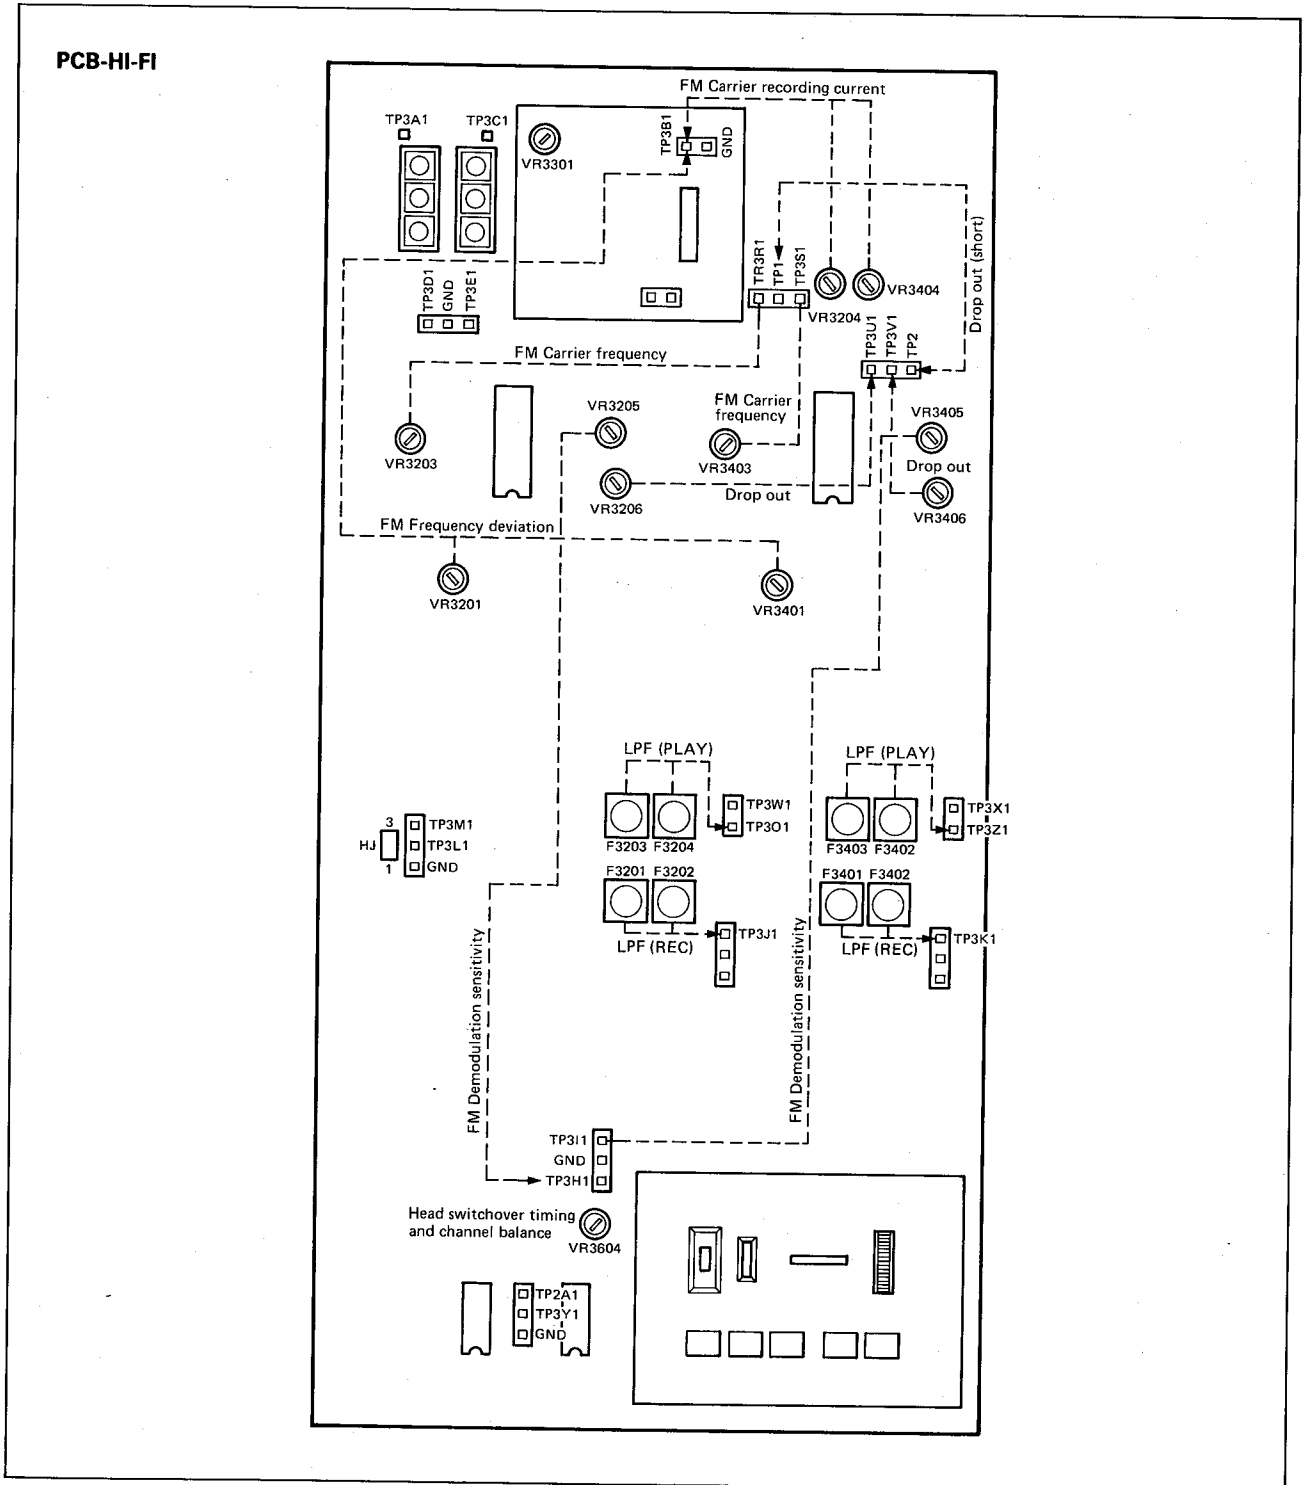 PCB-HI-FI
FM Carrier recording current
TP3A1
TP3C1
VR3301
TP3B1
GND
TP3D1
GND
TP3E1
TR3R1
TP1
TP3S1
VR3204
VR3404
Drop out (short)
TP3U1
TP3V1
TP2
FM Carrier frequency
FM Carrier
frequency
VR3205
VR3405
VR3203
VR3403
Drop out
VR3206
Drop out
VR3406
FM Frequency deviation
VR3201
VR3401
LPF (PLAY)
LPF (PLAY)
TP3W1
TP3O1
TP3X1
TP3Z1
F3203 F3204
F3403 F3402
3
HJ
1
TP3M1
TP3L1
GND
F3201 F3202
F3401 F3402
TP3J1
LPF (REC)
TP3K1
LPF (REC)
FM Demodulation sensitivity
FM Demodulation sensitivity
TP3I1
GND
TP3H1
Head switchover timing
and channel balance
VR3604
TP2A1
TP3Y1
GND